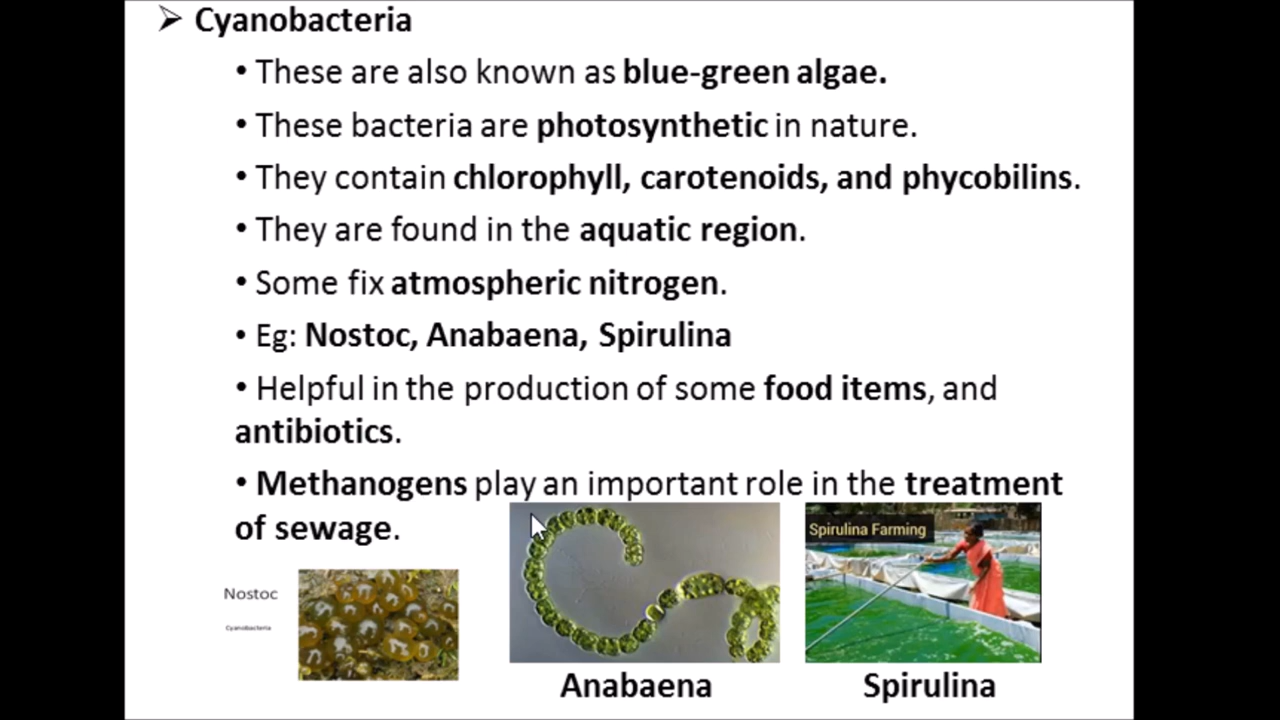 ➢ Cyanobacteria
• These are also known as blue-green algae.
• These bacteria are photosynthetic in nature.
• They contain chlorophyll, carotenoids, and phycobilins.
• They are found in the aquatic region.
• Some fix atmospheric nitrogen.
• Eg: Nostoc, Anabaena, Spirulina
• Helpful in the production of some food items, and
antibiotics.
• Methanogens play an important role in the treatment
of sewage.
Spirulina Farming
Nostoc
Cyanobacteria
Anabaena
Spirulina